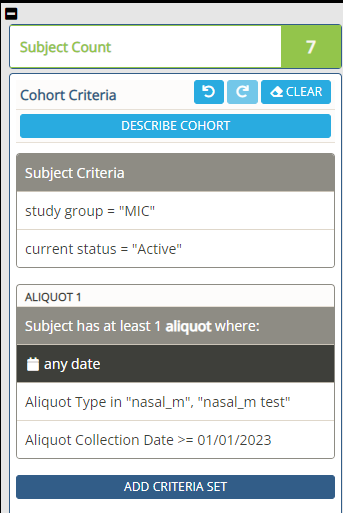 Subject Count 7
Cohort Criteria
CLEAR
DESCRIBE COHORT
Subject Criteria
study group = "MIC"
current status = "Active"
ALIQUOT 1
Subject has at least 1 aliquot where:
any date
Aliquot Type in "nasal_m", "nasal_m test"
Aliquot Collection Date >= 01/01/2023
ADD CRITERIA SET